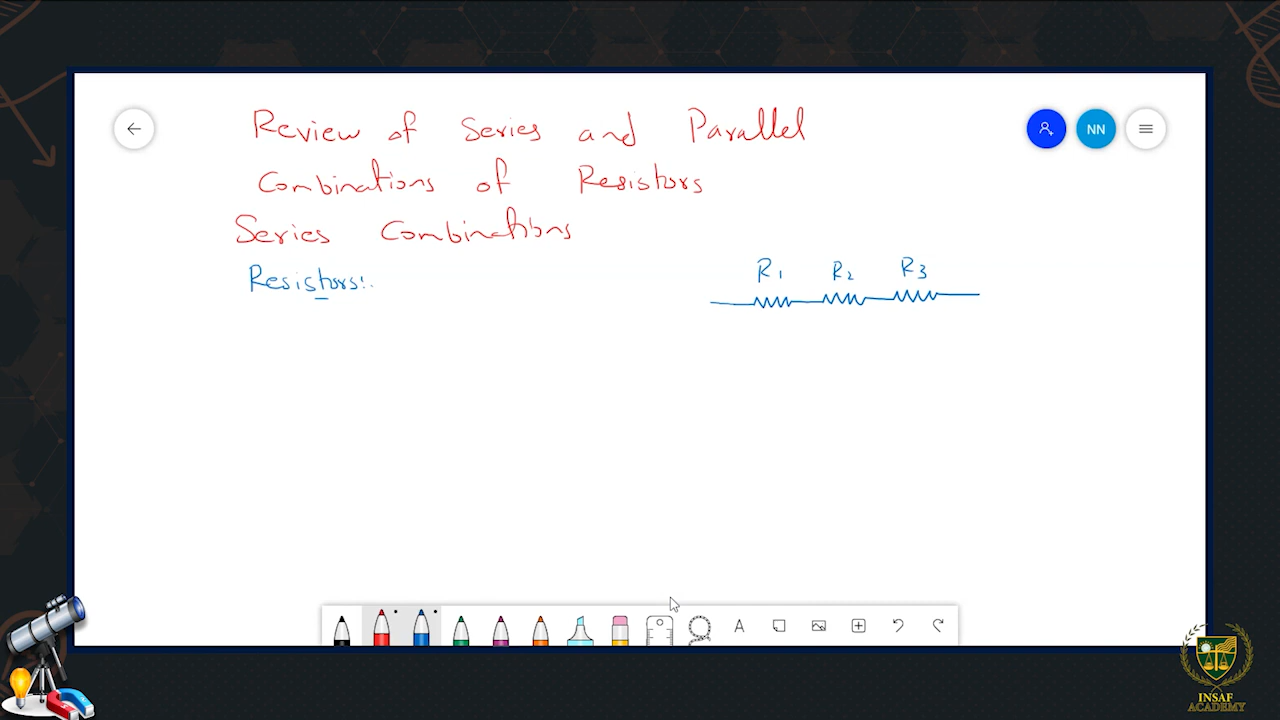 Review of Series and Parallel
NN
Combinations of Resistors
Series Combinations
Resistors:.
R1 R2 R3
A
INSAF
ACADEMY